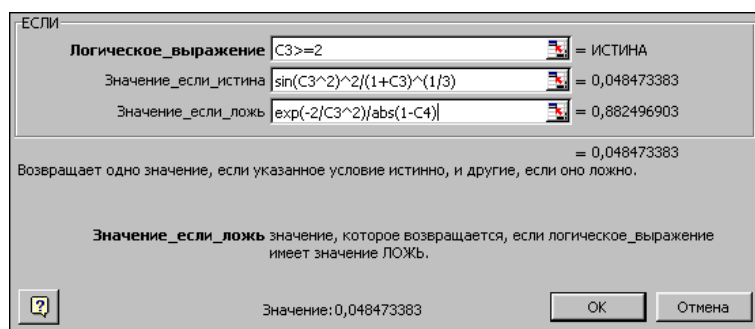 ЕСЛИ
Логическое_выражение C3>=2 = ИСТИНА
Значение_если_истина sin(C3^2)^2/(1+C3)^(1/3) = 0,048473383
Значение_если_ложь exp(-2/C3^2)/abs(1-C4) = 0,882496903
= 0,048473383
Возвращает одно значение, если указанное условие истинно, и другие, если оно ложно.
Значение_если_ложь значение, которое возвращается, если логическое_выражение
имеет значение ЛОЖЬ.
? Значение:0,048473383 OK Отмена